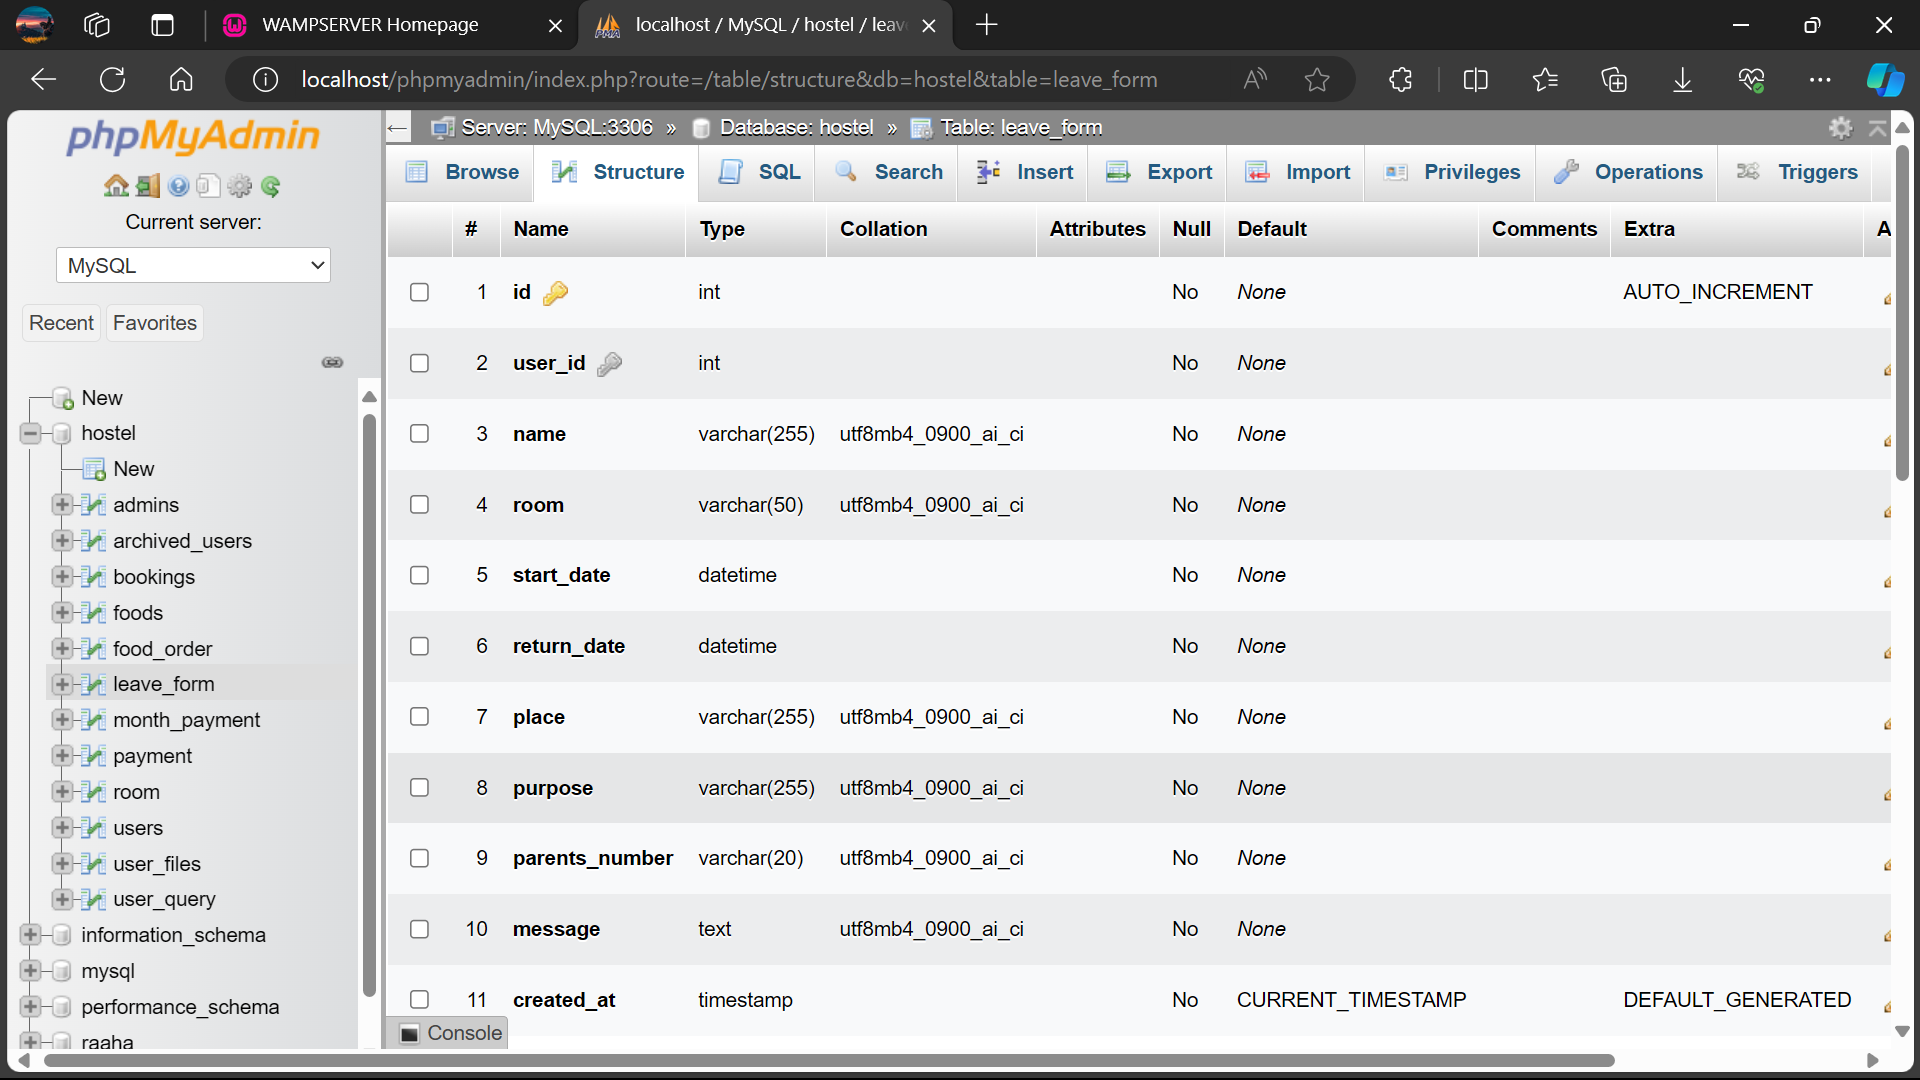 WAMPSERVER Homepage
localhost / MySQL / hostel / leav
localhost/phpmyadmin/index.php?route=/table/structure&db=hostel&table=leave_form
phpMyAdmin
Current server:
MySQL
Recent Favorites
New
hostel
New
admins
archived_users
bookings
foods
food_order
leave_form
month_payment
payment
room
users
user_files
user_query
information_schema
mysql
performance_schema
raaha
Server: MySQL:3306 » Database: hostel » Table: leave_form
Browse Structure SQL Search Insert Export Import Privileges Operations Triggers
# Name Type Collation Attributes Null Default Comments Extra A
1 id int No None AUTO_INCREMENT
2 user_id int No None
3 name varchar(255) utf8mb4_0900_ai_ci No None
4 room varchar(50) utf8mb4_0900_ai_ci No None
5 start_date datetime No None
6 return_date datetime No None
7 place varchar(255) utf8mb4_0900_ai_ci No None
8 purpose varchar(255) utf8mb4_0900_ai_ci No None
9 parents_number varchar(20) utf8mb4_0900_ai_ci No None
10 message text utf8mb4_0900_ai_ci No None
11 created_at timestamp No CURRENT_TIMESTAMP DEFAULT_GENERATED
Console